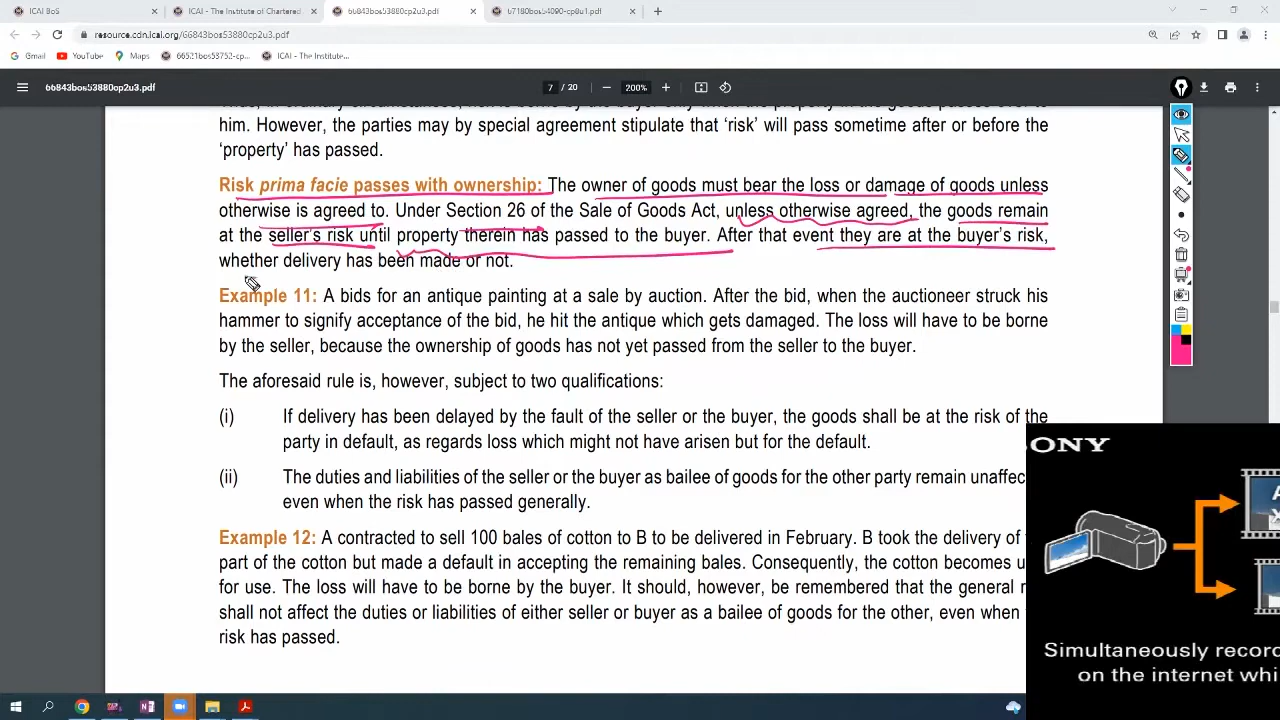 ICAI BoS
ICAI - The Institute of Chartered
66843bos53880cp2u3.pdf
67180bos54090-cp8u1.pdf
resource.cdn.icai.org/66843bos53880cp2u3.pdf
Gmail
YouTube
Maps
66521bos53752-cp...
ICAI - The Institute...
66843bos53880cp2u3.pdf
7 / 20
200%
him. However, the parties may by special agreement stipulate that ‘risk’ will pass sometime after or before the
‘property’ has passed.
Risk prima facie passes with ownership: The owner of goods must bear the loss or damage of goods unless
otherwise is agreed to. Under Section 26 of the Sale of Goods Act, unless otherwise agreed, the goods remain
at the seller’s risk until property therein has passed to the buyer. After that event they are at the buyer’s risk,
whether delivery has been made or not.
Example 11: A bids for an antique painting at a sale by auction. After the bid, when the auctioneer struck his
hammer to signify acceptance of the bid, he hit the antique which gets damaged. The loss will have to be borne
by the seller, because the ownership of goods has not yet passed from the seller to the buyer.
The aforesaid rule is, however, subject to two qualifications:
(i) If delivery has been delayed by the fault of the seller or the buyer, the goods shall be at the risk of the
party in default, as regards loss which might not have arisen but for the default.
(ii) The duties and liabilities of the seller or the buyer as bailee of goods for the other party remain unaffec
even when the risk has passed generally.
Example 12: A contracted to sell 100 bales of cotton to B to be delivered in February. B took the delivery of
part of the cotton but made a default in accepting the remaining bales. Consequently, the cotton becomes u
for use. The loss will have to be borne by the buyer. It should, however, be remembered that the general
shall not affect the duties or liabilities of either seller or buyer as a bailee of goods for the other, even when
risk has passed.
ONY
Simultaneously record
on the internet whi